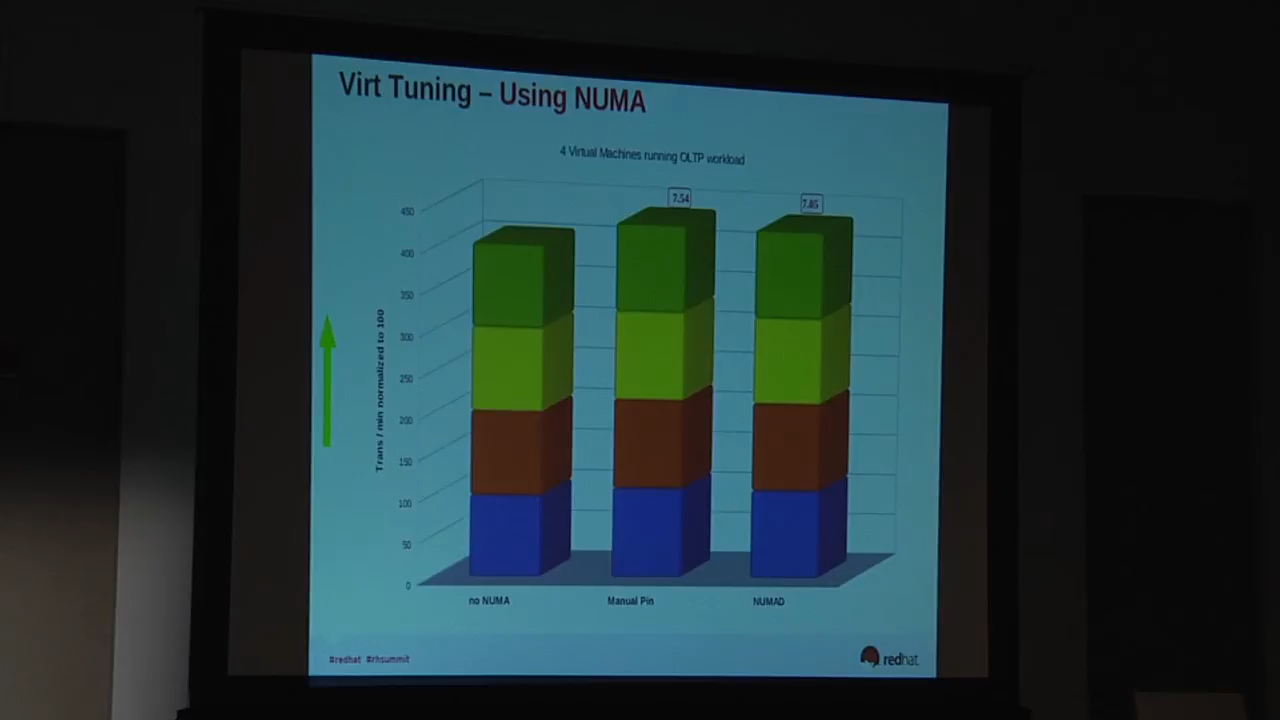 Virt Tuning – Using NUMA
4 Virtual Machines running OLTP workload
7.54
7.05
450
400
350
300
250
200
150
100
50
0
Trans / min normalized to 100
no NUMA
Manual Pin
NUMAD
#redhat #rhsummit
redhat